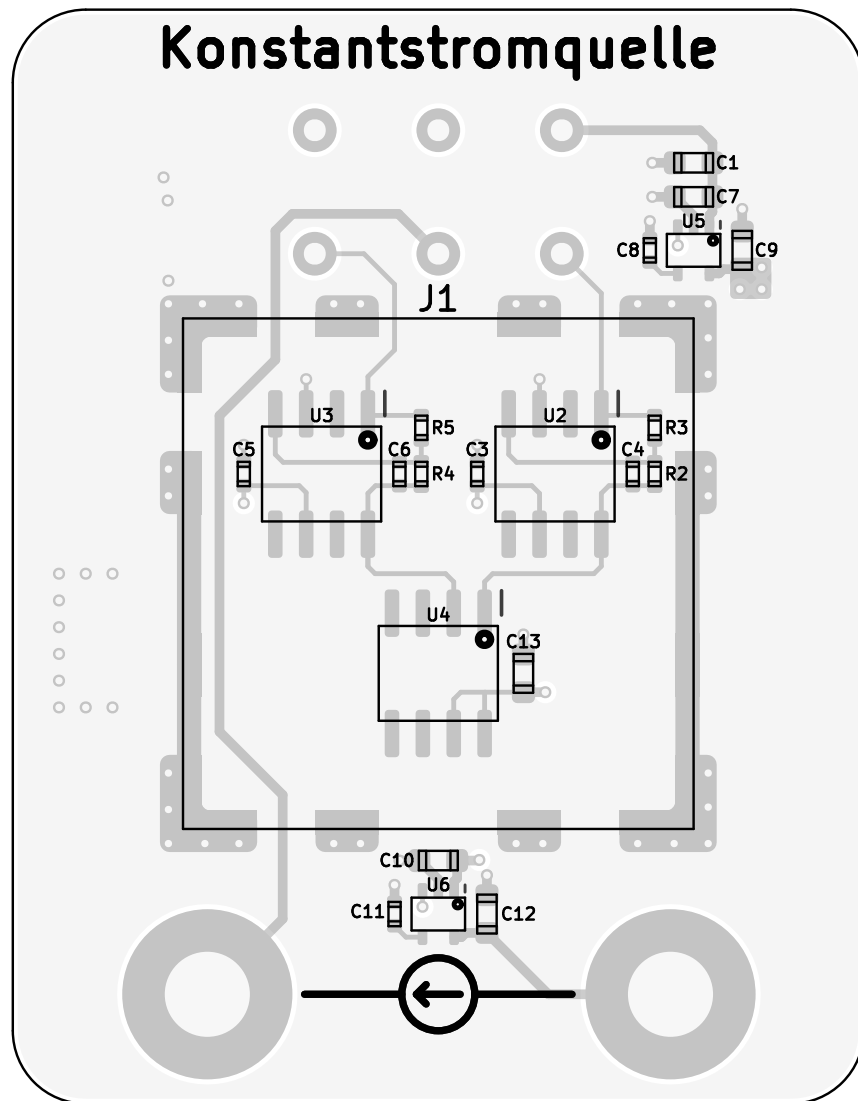 Konstantstromquelle
C1
C7
U5
C8
C9
J1
U3
U2
R5
R3
C5
C6
R4
C3
C4
R2
U4
C13
C10
U6
C11
C12